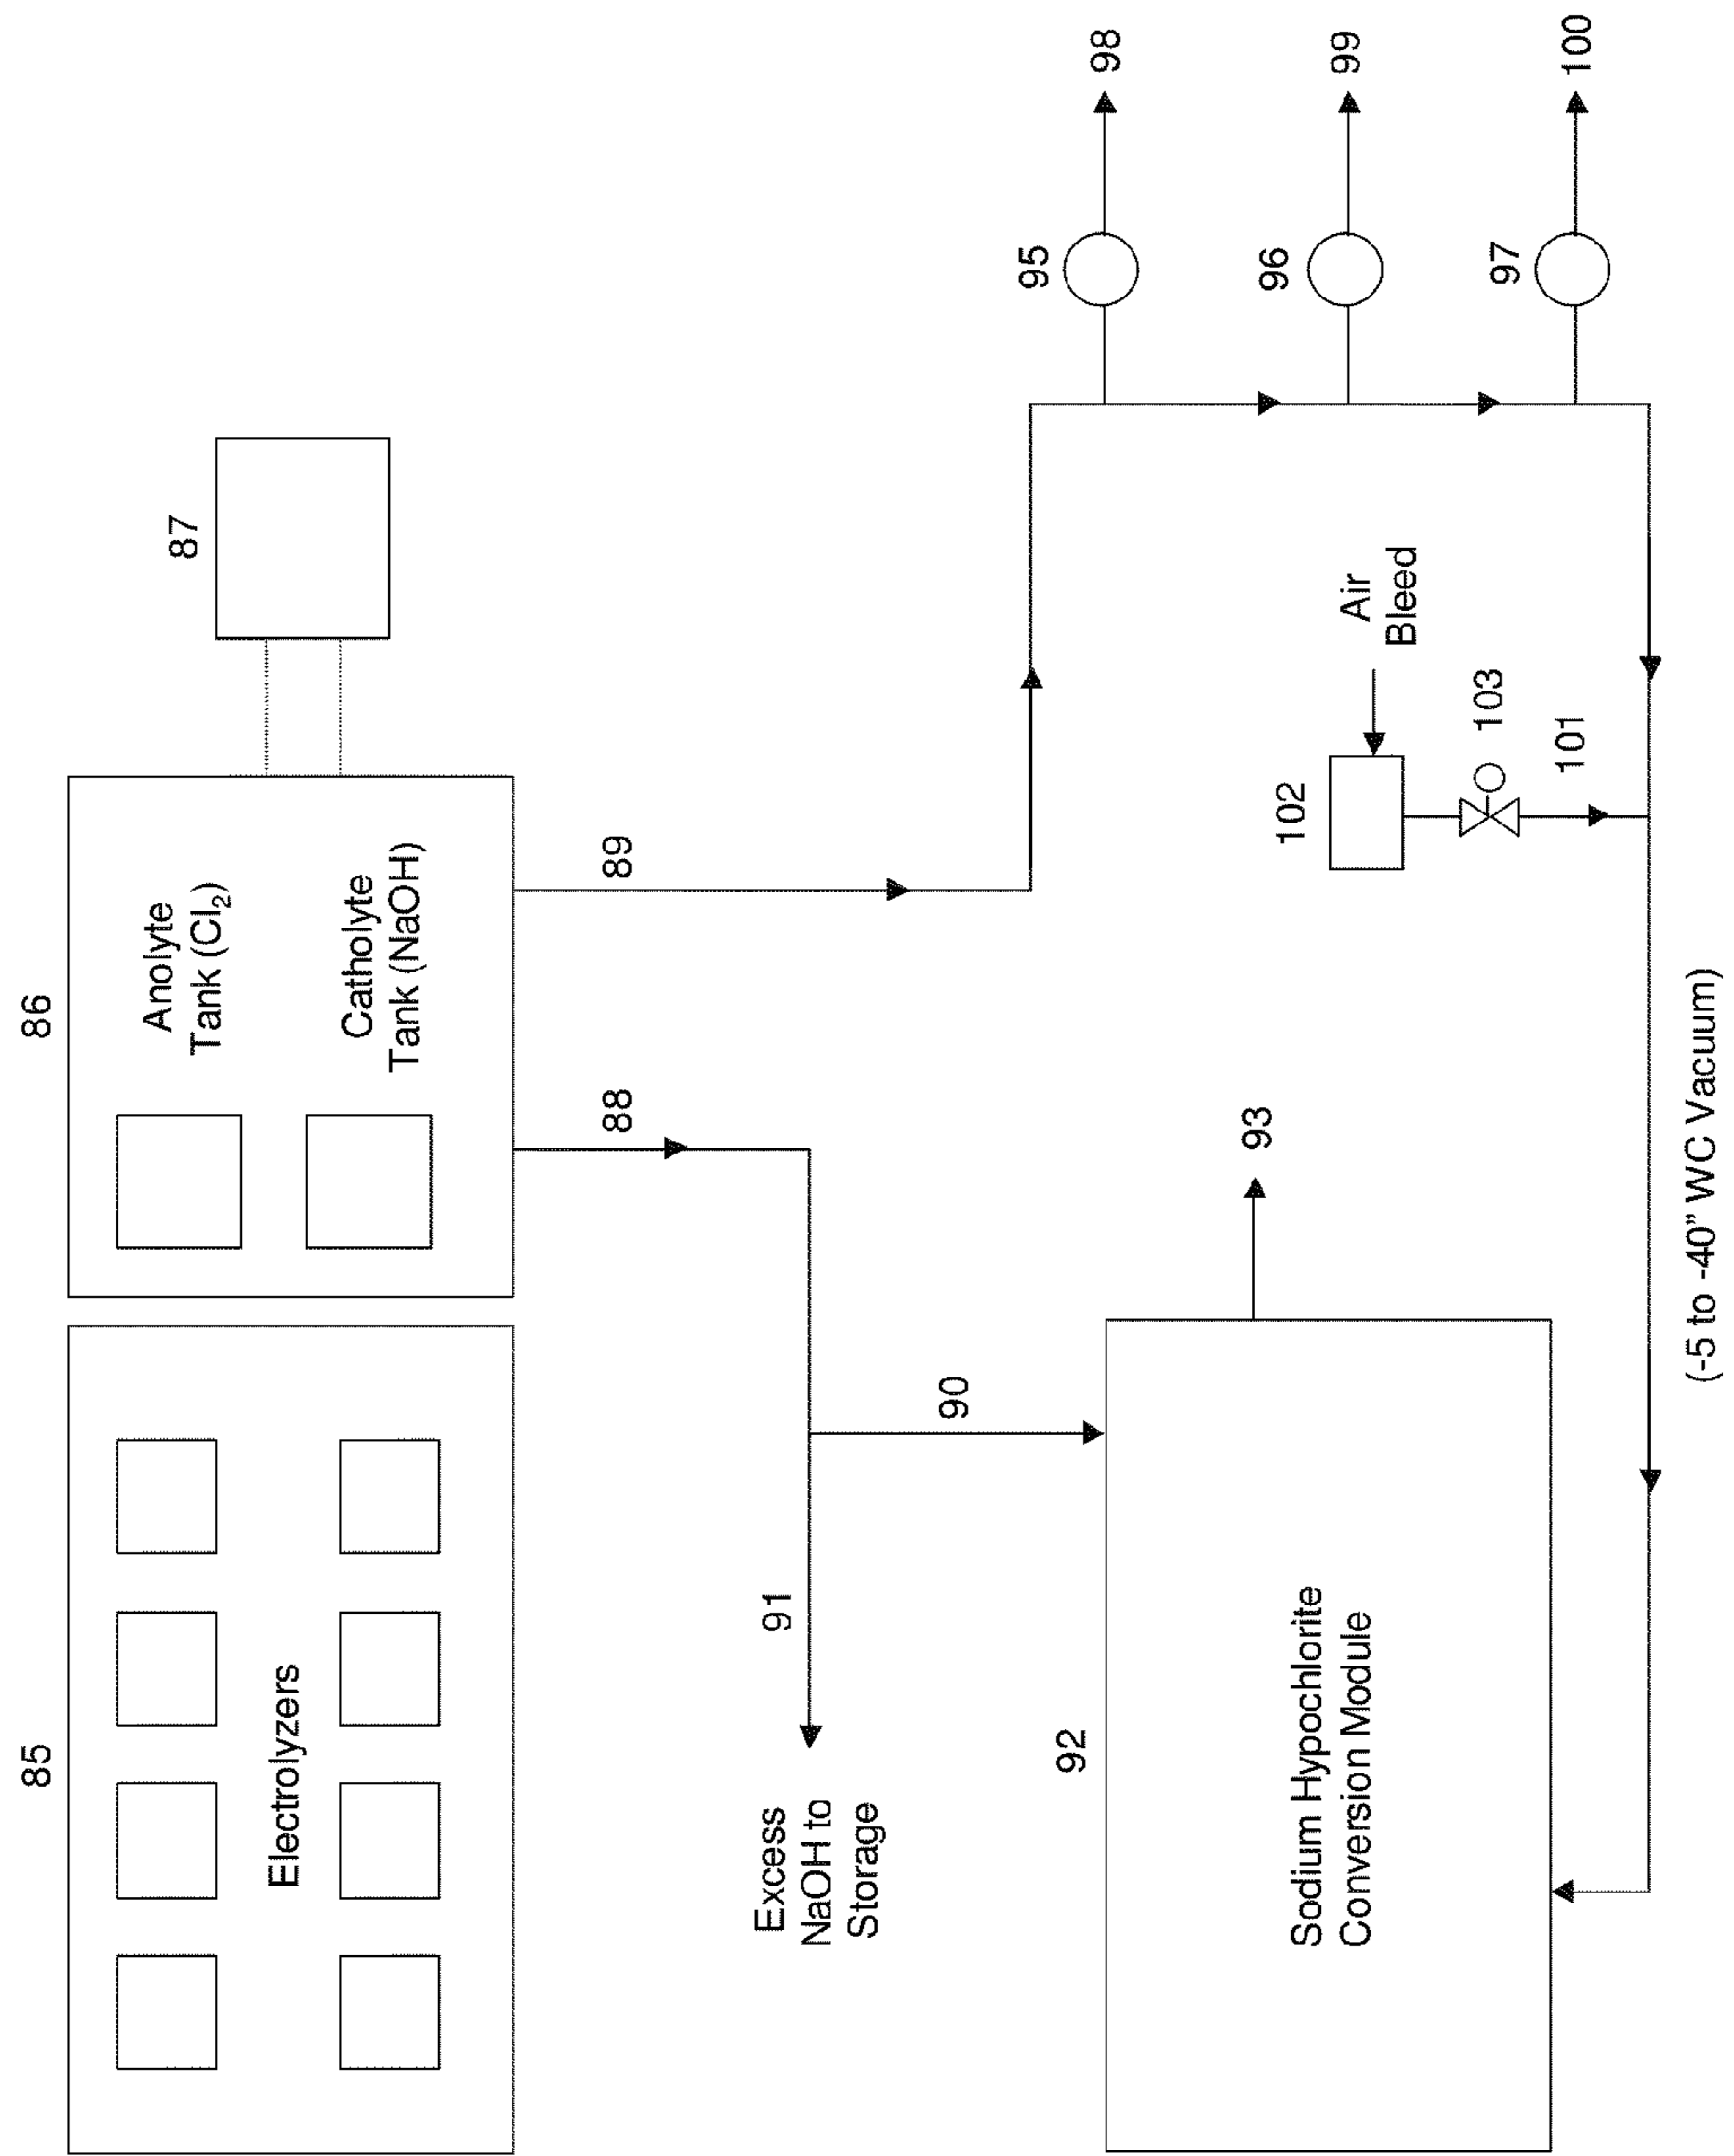 85
Electrolyzers
86
Anolyte
Tank (Cl₂)
Catholyte
Tank (NaOH)
87
88
89
90
91
Excess
NaOH to
Storage
92
Sodium Hypochlorite
Conversion Module
93
95
98
96
99
97
100
102
Air
Bleed
103
101
(-5 to -40” WC Vacuum)